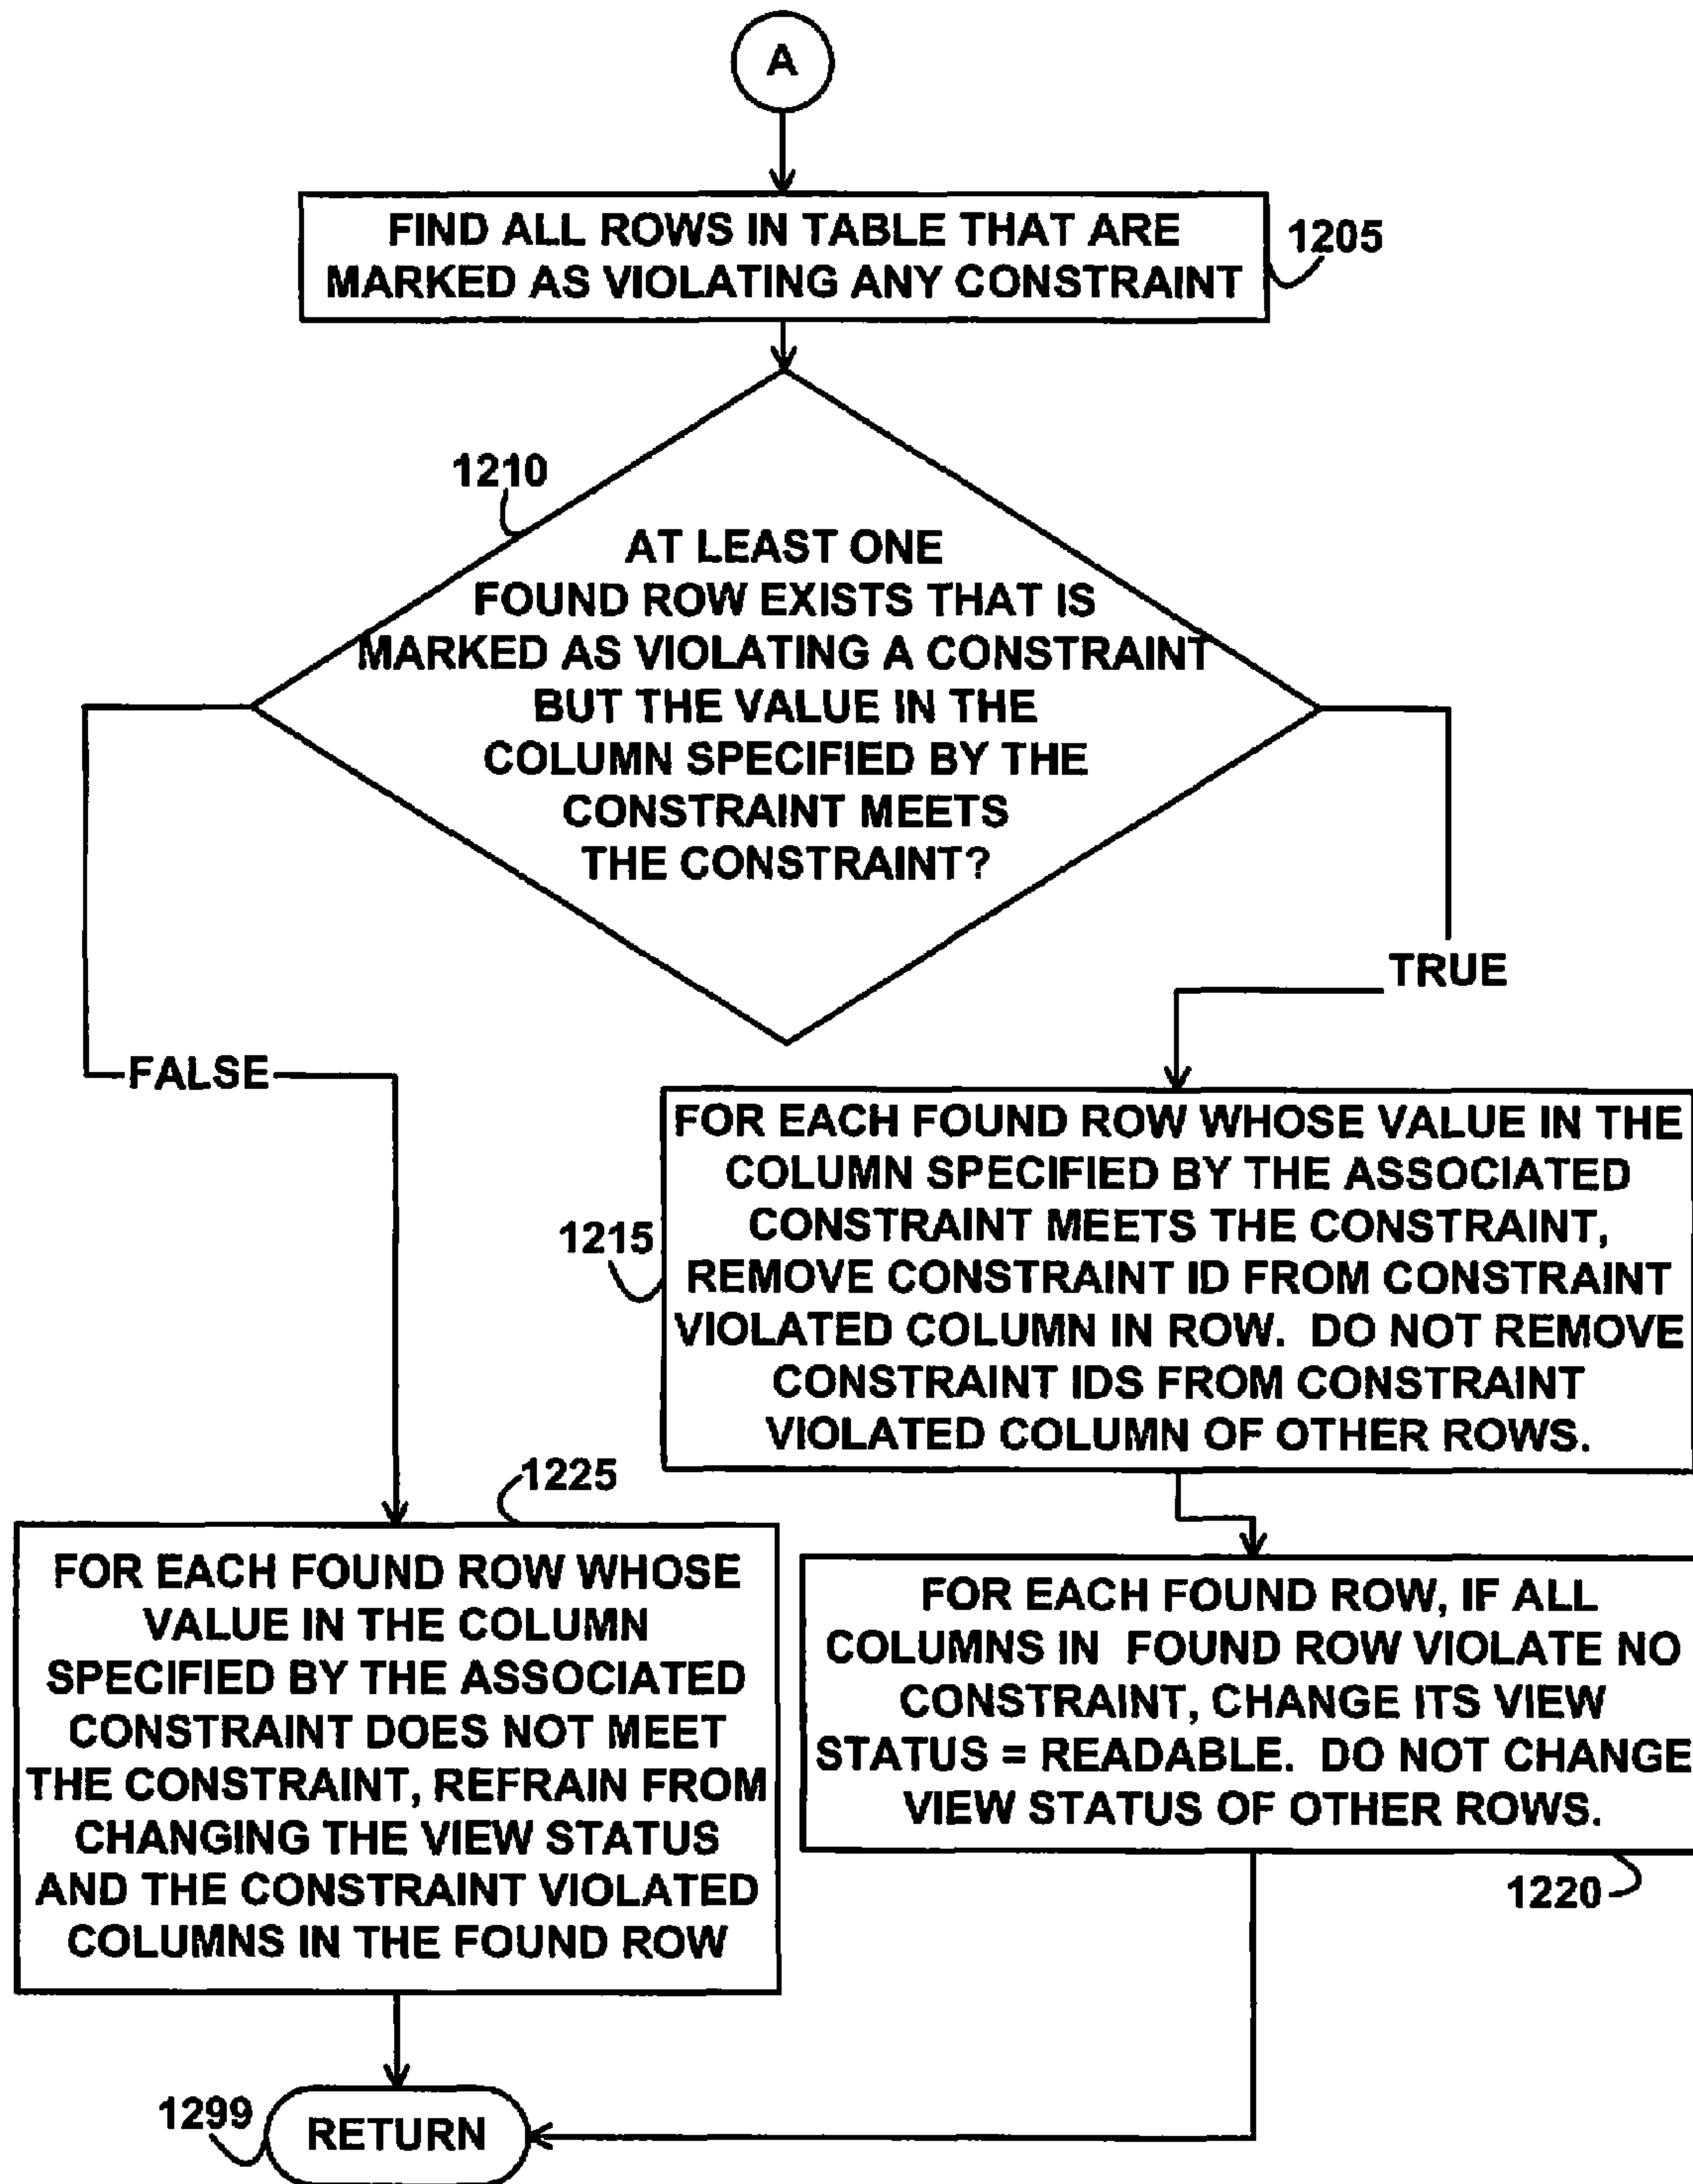 A
FIND ALL ROWS IN TABLE THAT ARE
MARKED AS VIOLATING ANY CONSTRAINT
1205
1210
AT LEAST ONE
FOUND ROW EXISTS THAT IS
MARKED AS VIOLATING A CONSTRAINT
BUT THE VALUE IN THE
COLUMN SPECIFIED BY THE
CONSTRAINT MEETS
THE CONSTRAINT?
TRUE
FALSE
FOR EACH FOUND ROW WHOSE VALUE IN THE
COLUMN SPECIFIED BY THE ASSOCIATED
CONSTRAINT MEETS THE CONSTRAINT,
REMOVE CONSTRAINT ID FROM CONSTRAINT
VIOLATED COLUMN IN ROW. DO NOT REMOVE
CONSTRAINT IDS FROM CONSTRAINT
VIOLATED COLUMN OF OTHER ROWS.
1215
1225
FOR EACH FOUND ROW WHOSE
VALUE IN THE COLUMN
SPECIFIED BY THE ASSOCIATED
CONSTRAINT DOES NOT MEET
THE CONSTRAINT, REFRAIN FROM
CHANGING THE VIEW STATUS
AND THE CONSTRAINT VIOLATED
COLUMNS IN THE FOUND ROW
FOR EACH FOUND ROW, IF ALL
COLUMNS IN FOUND ROW VIOLATE NO
CONSTRAINT, CHANGE ITS VIEW
STATUS = READABLE. DO NOT CHANGE
VIEW STATUS OF OTHER ROWS.
1220
1299
RETURN